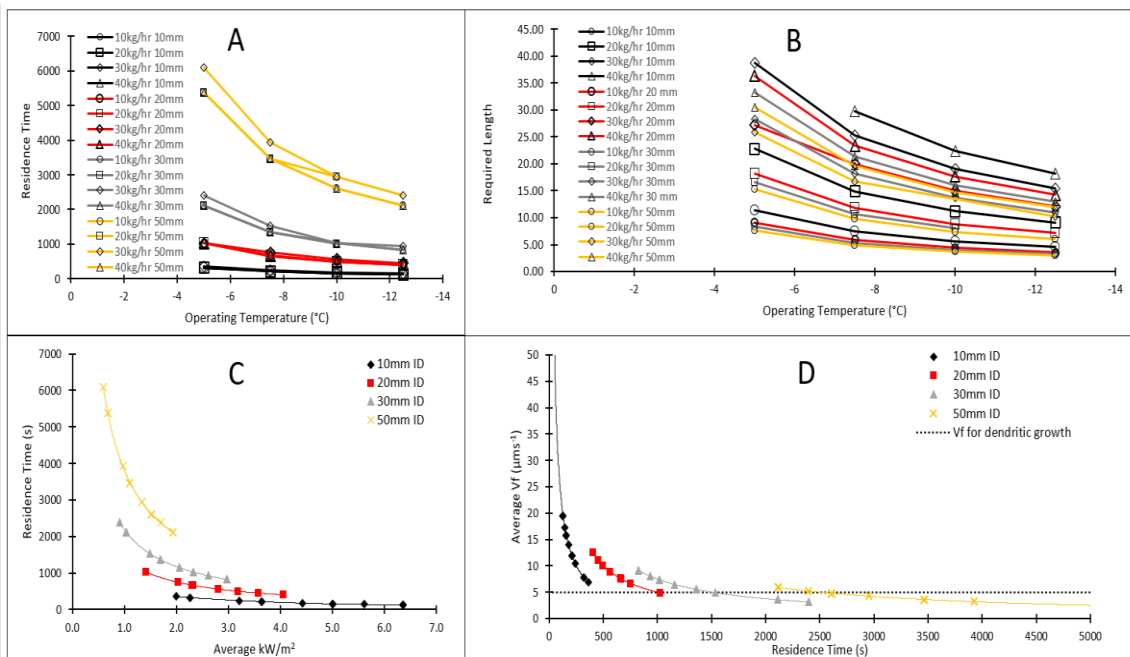 A
7000
6000
5000
4000
3000
2000
1000
0
Residence Time
10kg/hr 10mm
20kg/hr 10mm
30kg/hr 10mm
40kg/hr 10mm
10kg/hr 20mm
20kg/hr 20mm
30kg/hr 20mm
40kg/hr 20mm
10kg/hr 30mm
20kg/hr 30mm
30kg/hr 30mm
40kg/hr 30mm
10kg/hr 50mm
20kg/hr 50mm
30kg/hr 50mm
40kg/hr 50mm
0 -2 -4 -6 -8 -10 -12 -14
Operating Temperature (°C)
B
45.00
40.00
35.00
30.00
25.00
20.00
15.00
10.00
5.00
0.00
Required Length
10kg/hr 10mm
20kg/hr 10mm
30kg/hr 10mm
40kg/hr 10mm
10kg/hr 20 mm
20kg/hr 20mm
30kg/hr 20mm
40kg/hr 20mm
10kg/hr 30mm
20kg/hr 30mm
30kg/hr 30mm
40kg/hr 30 mm
10kg/hr 50mm
20kg/hr 50mm
30kg/hr 50mm
40kg/hr 50mm
0 -2 -4 -6 -8 -10 -12 -14
Operating Temperature (°C)
C
7000
6000
5000
4000
3000
2000
1000
0
Residence Time (s)
10mm ID
20mm ID
30mm ID
50mm ID
0.0 1.0 2.0 3.0 4.0 5.0 6.0 7.0
Average kW/m²
D
50
45
40
35
30
25
20
15
10
5
0
Average Vf (μms⁻¹)
10mm ID
20mm ID
30mm ID
50mm ID
Vf for dendritic growth
0 500 1000 1500 2000 2500 3000 3500 4000 4500 5000
Residence Time (s)